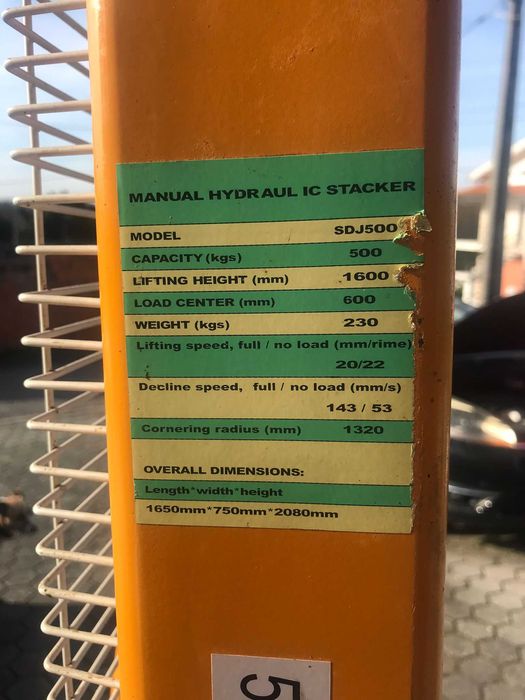 MANUAL HYDRAUL IC STACKER
MODEL SDJ500
CAPACITY (kgs) 500
LIFTING HEIGHT (mm) 1600
LOAD CENTER (mm) 600
WEIGHT (kgs) 230
Lifting speed, full / no load (mm/rime)
20/22
Decline speed, full / no load (mm/s)
143 / 53
Cornering radius (mm) 1320
OVERALL DIMENSIONS:
Length*width*height
1650mm*750mm*2080mm
5